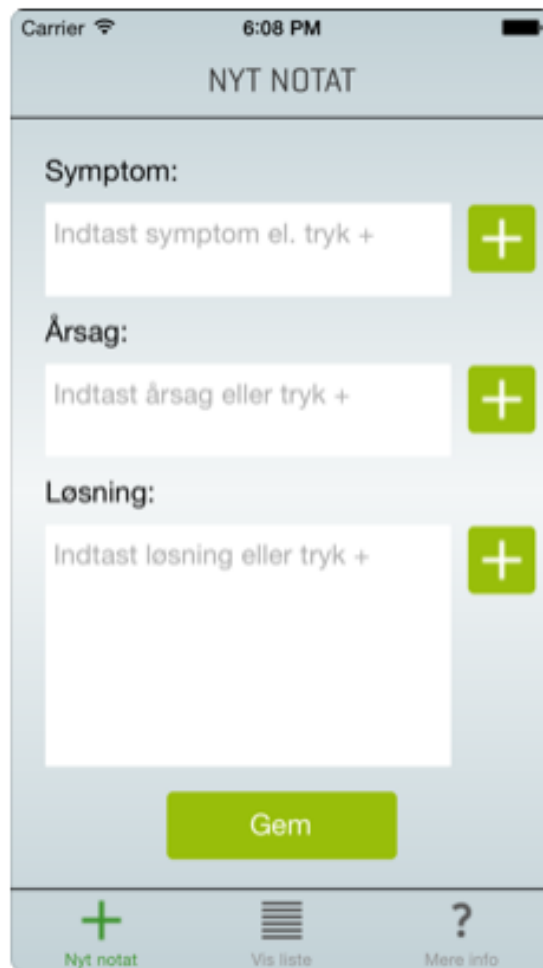 Carrier 6:08 PM
NYT NOTAT
Symptom:
Indtast symptom el. tryk +
Årsag:
Indtast årsag eller tryk +
Løsning:
Indtast løsning eller tryk +
Gem
Nyt notat Vis liste Mere info